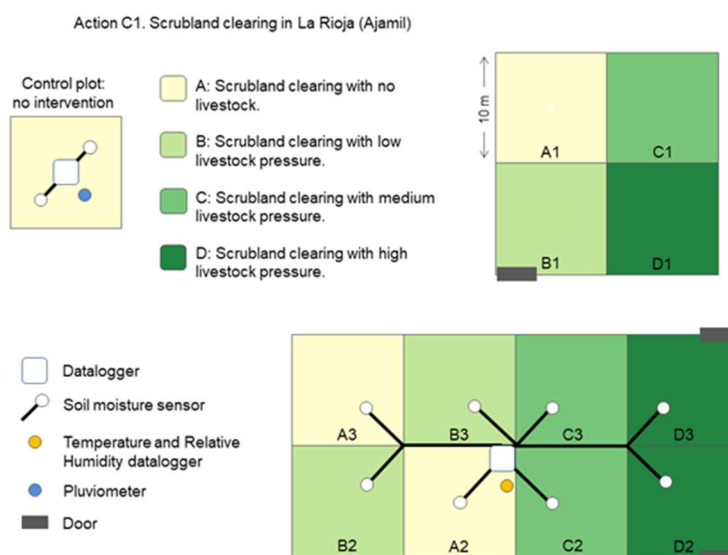 Action C1. Scrubland clearing in La Rioja (Ajamil)
Control plot:
no intervention
A: Scrubland clearing with no
livestock.
B: Scrubland clearing with low
livestock pressure.
C: Scrubland clearing with medium
livestock pressure.
D: Scrubland clearing with high
livestock pressure.
10 m
A1
C1
B1
D1
Datalogger
Soil moisture sensor
Temperature and Relative
Humidity datalogger
Pluviometer
Door
A3
B3
C3
D3
B2
A2
C2
D2